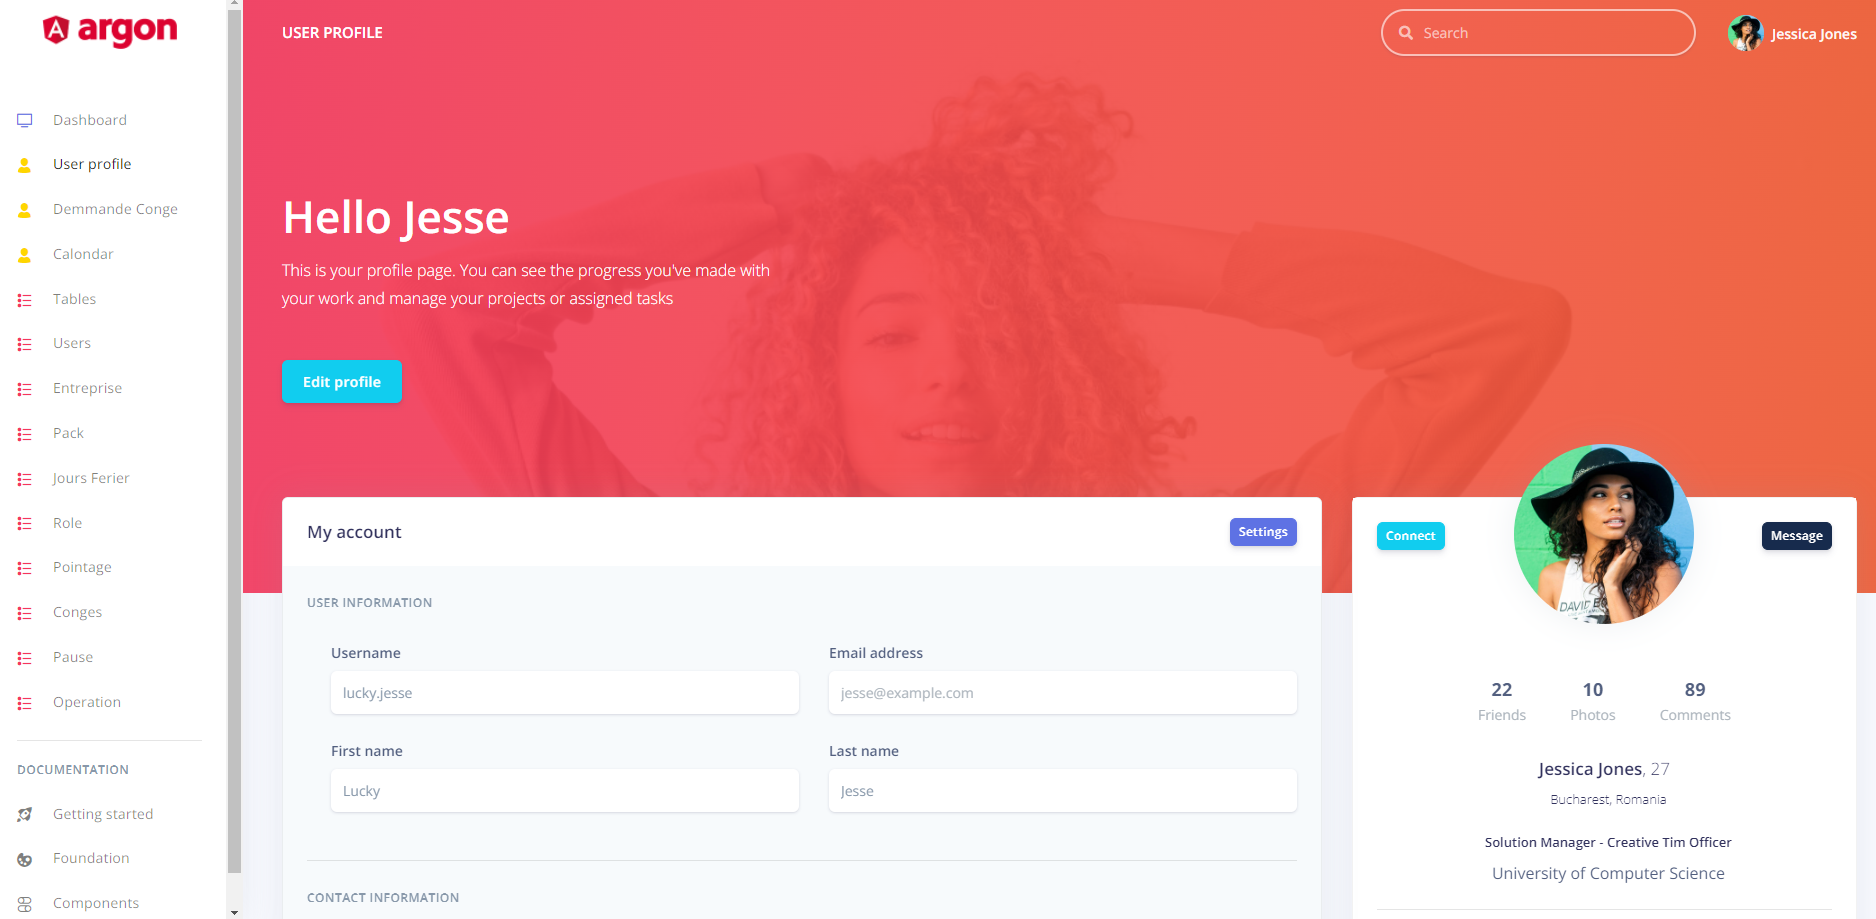 argon
Dashboard
User profile
Demmande Conge
Calondar
Tables
Users
Entreprise
Pack
Jours Ferier
Role
Pointage
Conges
Pause
Operation
DOCUMENTATION
Getting started
Foundation
Components
USER PROFILE
Search
Jessica Jones
Hello Jesse
This is your profile page. You can see the progress you've made with
your work and manage your projects or assigned tasks
Edit profile
My account
Settings
USER INFORMATION
Username
Email address
lucky.jesse
jesse@example.com
First name
Last name
Lucky
Jesse
CONTACT INFORMATION
Connect
Message
DAVID BO
22
10
89
Friends
Photos
Comments
Jessica Jones, 27
Bucharest, Romania
Solution Manager - Creative Tim Officer
University of Computer Science